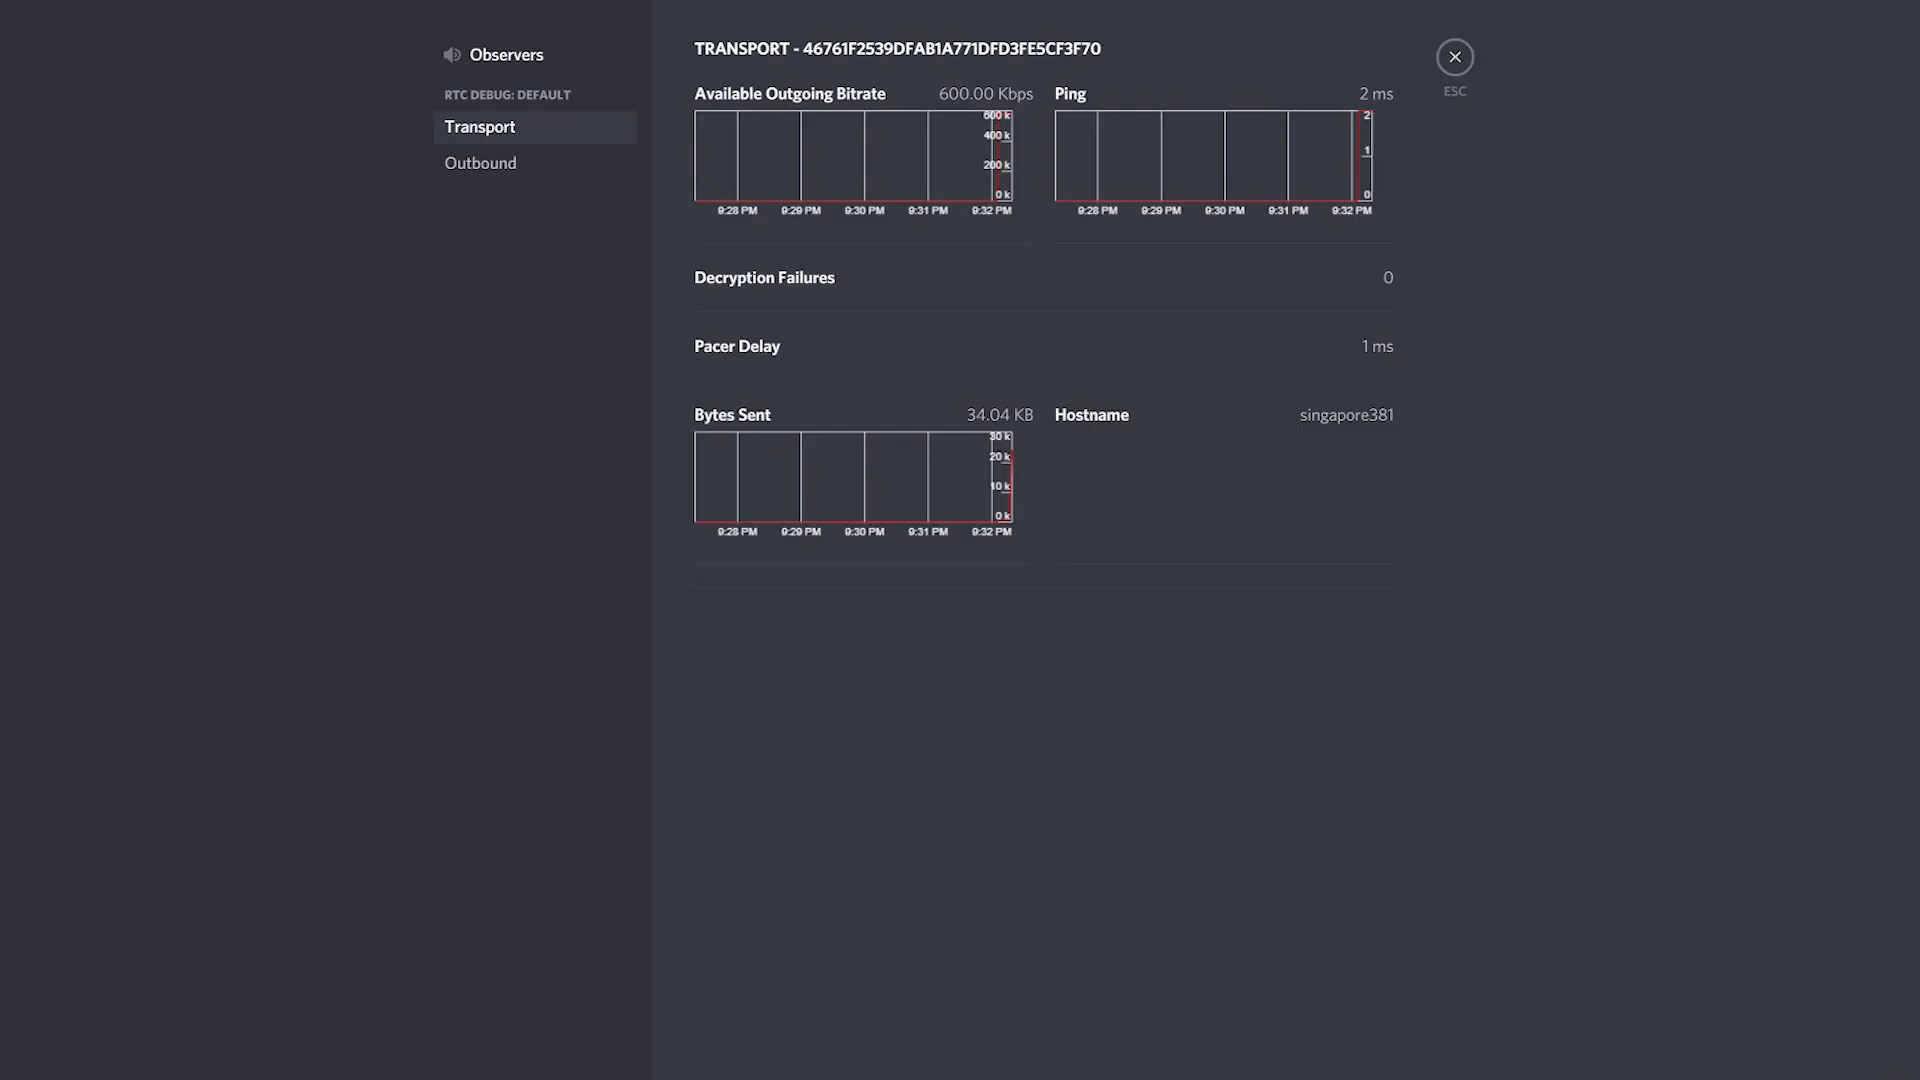 Observers
RTC DEBUG: DEFAULT
Transport
Outbound
TRANSPORT - 46761F2539DFAB1A771DFD3FE5CF3F70
Available Outgoing Bitrate 600.00 Kbps
600 k
400 k
200 k
0 k
9:28 PM 9:29 PM 9:30 PM 9:31 PM 9:32 PM
Ping 2 ms
2
1
0
9:28 PM 9:29 PM 9:30 PM 9:31 PM 9:32 PM
Decryption Failures 0
Pacer Delay 1 ms
Bytes Sent 34.04 KB
30 k
20 k
10 k
0 k
9:28 PM 9:29 PM 9:30 PM 9:31 PM 9:32 PM
Hostname singapore381
ESC